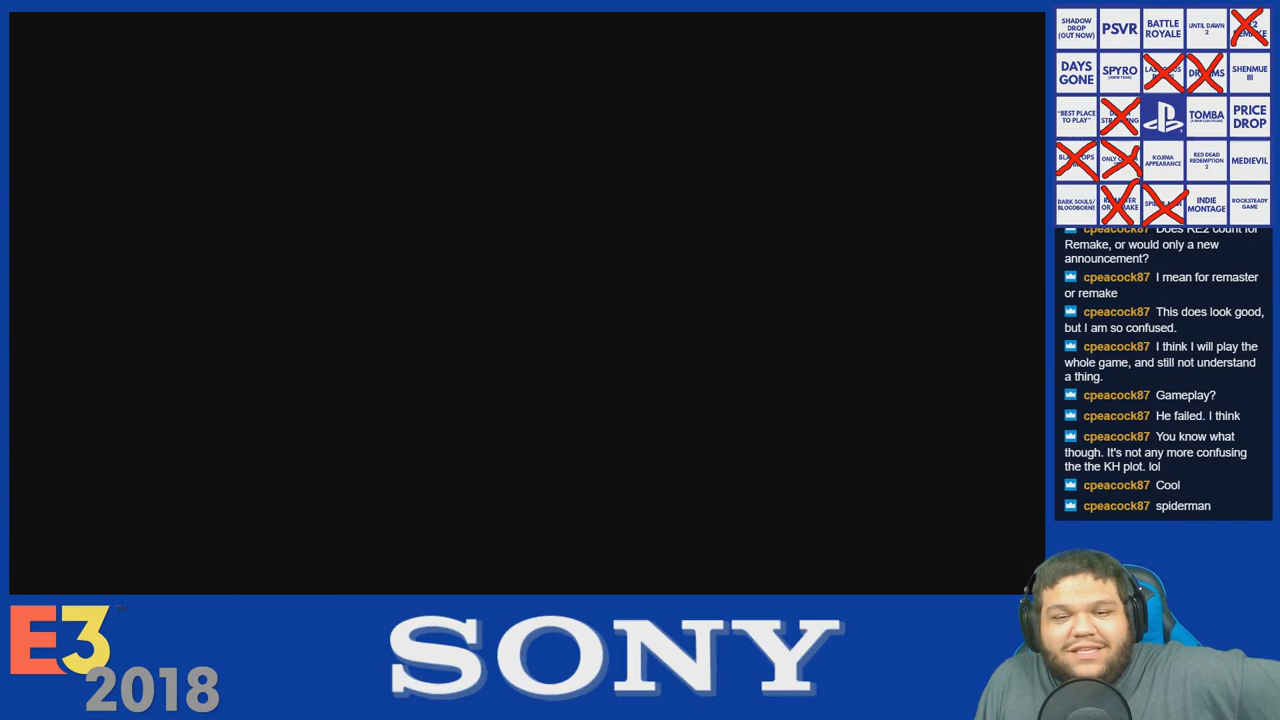 SHADOW
DROP
(OUT NOW)
PSVR
BATTLE
ROYALE
UNTIL DAWN
2
DAYS
GONE
SPYRO
SHENMUE
III
"BEST PLACE
TO PLAY"
TOMBA
PRICE
DROP
KOJIMA
APPEARANCE
RED DEAD
REDEMPTION
2
MEDIEVIL
DARK SOULS/
BLOODBORNE
INDIE
MONTAGE
ROCKSTEADY
GAME
cpeacock87 Does RE2 count for
Remake, or would only a new
announcement?
cpeacock87 I mean for remaster
or remake
cpeacock87 This does look good,
but I am so confused.
cpeacock87 I think I will play the
whole game, and still not understand
a thing.
cpeacock87 Gameplay?
cpeacock87 He failed. I think
cpeacock87 You know what
though. It's not any more confusing
the the KH plot. lol
cpeacock87 Cool
cpeacock87 spiderman
E3
2018
SONY